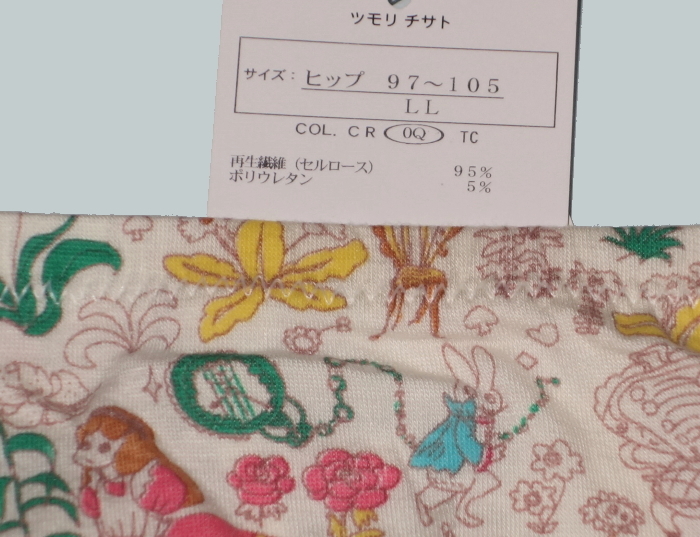 ツモリ チサト
サイズ： ヒップ ９７～１０５
ＬＬ
COL. CR 0Q TC
再生繊維（セルロース） ９５％
ポリウレタン ５％